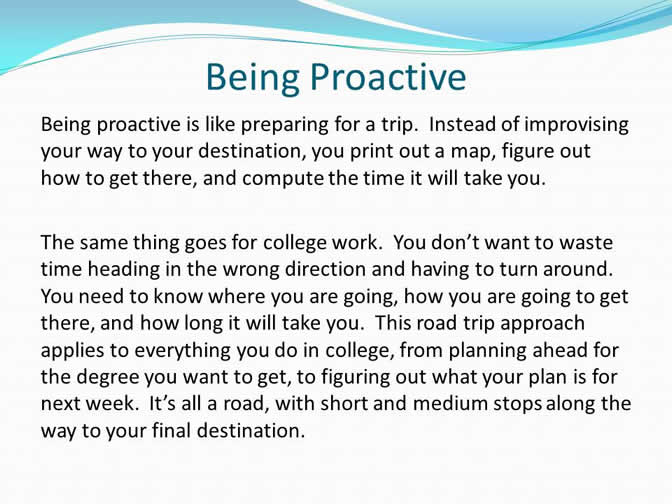 Being Proactive
Being proactive is like preparing for a trip.  Instead of improvising
your way to your destination, you print out a map, figure out
how to get there, and compute the time it will take you.
The same thing goes for college work.  You don’t want to waste
time heading in the wrong direction and having to turn around.
You need to know where you are going, how you are going to get
there, and how long it will take you.  This road trip approach
applies to everything you do in college, from planning ahead for
the degree you want to get, to figuring out what your plan is for
next week.  It’s all a road, with short and medium stops along the
way to your final destination.